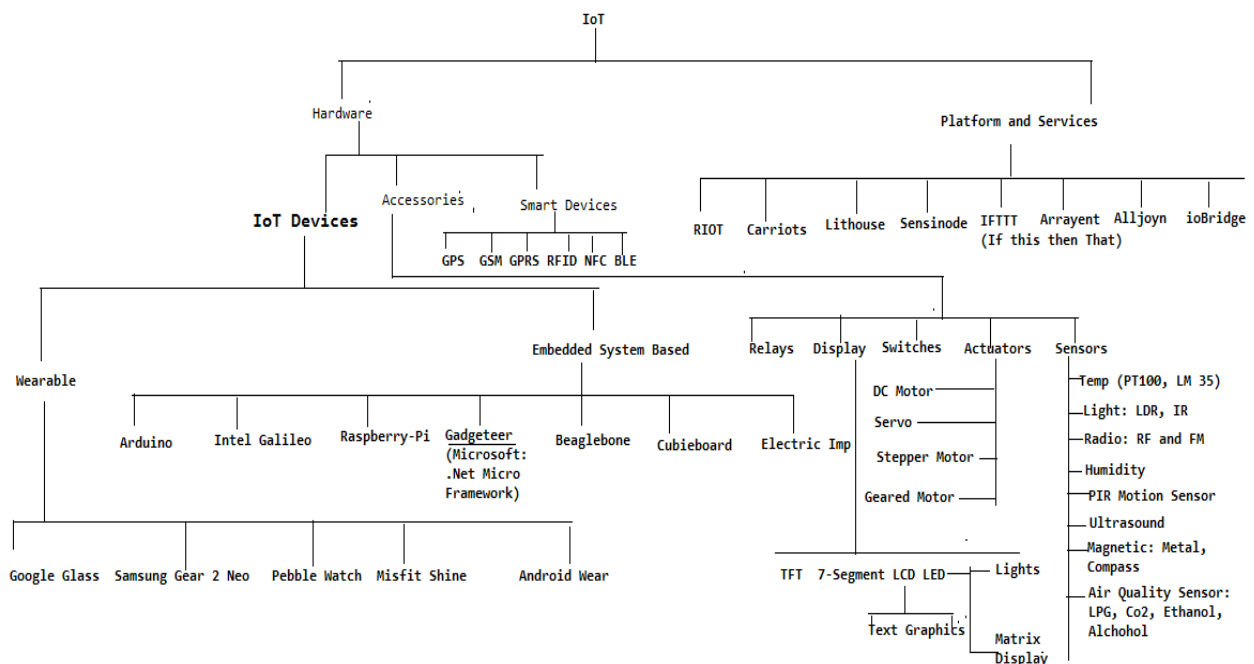 IoT
Hardware
Platform and Services
IoT Devices
Accessories
Smart Devices
GPS GSM GPRS RFID NFC BLE
RIOT Carriots Lithouse Sensinode IFTTT Arrayent Alljoyn ioBridge
(If this then That)
Wearable
Embedded System Based
Relays Display Switches Actuators Sensors
Arduino Intel Galileo Raspberry-Pi Gadgeteer Beaglebone Cubieboard Electric Imp
(Microsoft:
.Net Micro
Framework)
DC Motor
Servo
Stepper Motor
Geared Motor
Temp (PT100, LM 35)
Light: LDR, IR
Radio: RF and FM
Humidity
PIR Motion Sensor
Ultrasound
Magnetic: Metal,
Compass
Air Quality Sensor:
LPG, Co2, Ethanol,
Alchohol
Google Glass Samsung Gear 2 Neo Pebble Watch Misfit Shine Android Wear
TFT 7-Segment LCD LED
Lights
Text Graphics
Matrix
Display